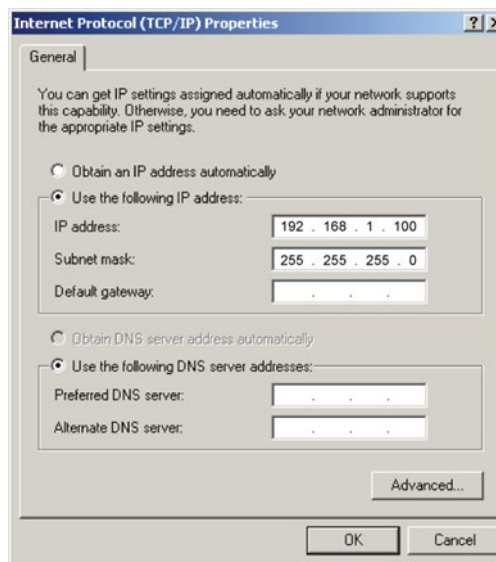 Internet Protocol (TCP/IP) Properties
General
You can get IP settings assigned automatically if your network supports
this capability. Otherwise, you need to ask your network administrator for
the appropriate IP settings.
Obtain an IP address automatically
Use the following IP address:
IP address: 192 . 168 . 1 . 100
Subnet mask: 255 . 255 . 255 . 0
Default gateway: . . .
Obtain DNS server address automatically
Use the following DNS server addresses:
Preferred DNS server: . . .
Alternate DNS server: . . .
Advanced...
OK Cancel